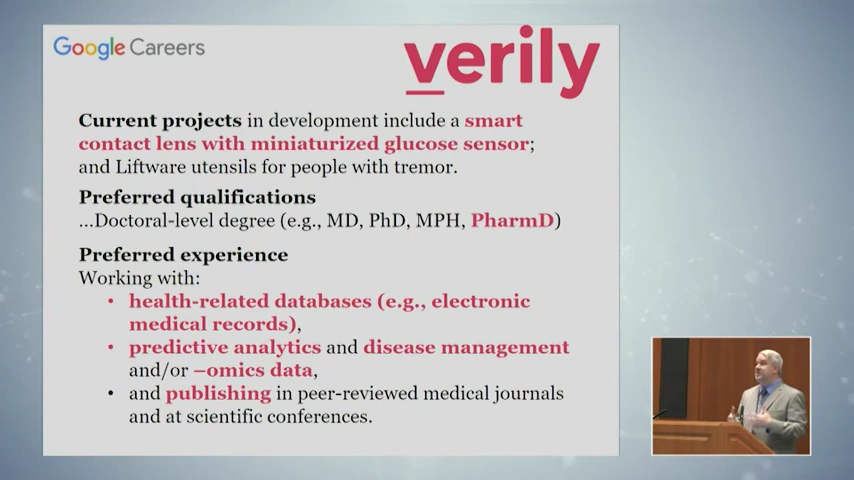 Google Careers
verily
Current projects in development include a smart
contact lens with miniaturized glucose sensor;
and Liftware utensils for people with tremor.
Preferred qualifications
...Doctoral-level degree (e.g., MD, PhD, MPH, PharmD)
Preferred experience
Working with:
• health-related databases (e.g., electronic
medical records),
• predictive analytics and disease management
and/or –omics data,
• and publishing in peer-reviewed medical journals
and at scientific conferences.